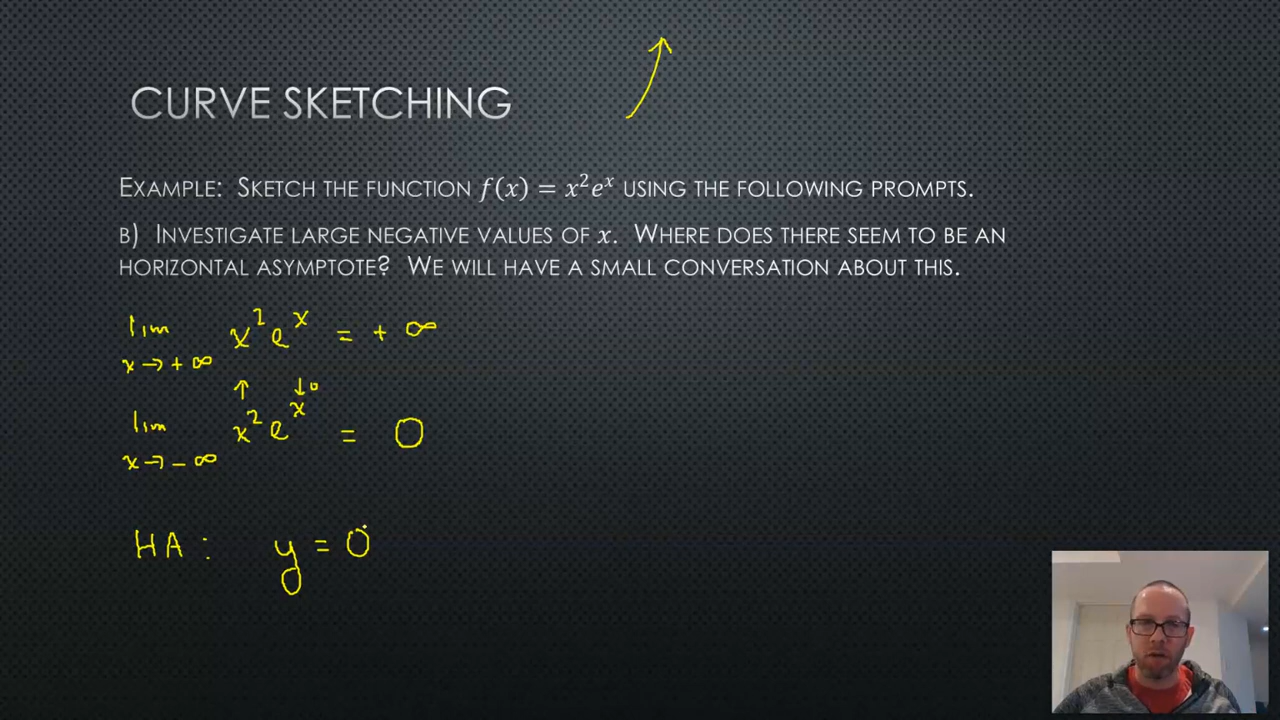 CURVE SKETCHING
EXAMPLE: SKETCH THE FUNCTION f(x) = x²eˣ USING THE FOLLOWING PROMPTS.
B) INVESTIGATE LARGE NEGATIVE VALUES OF x. WHERE DOES THERE SEEM TO BE AN
HORIZONTAL ASYMPTOTE? WE WILL HAVE A SMALL CONVERSATION ABOUT THIS.
lim x²eˣ = + ∞
x → + ∞
↑ ↓ 0
lim x²eˣ = 0
x → - ∞
HA: y = 0